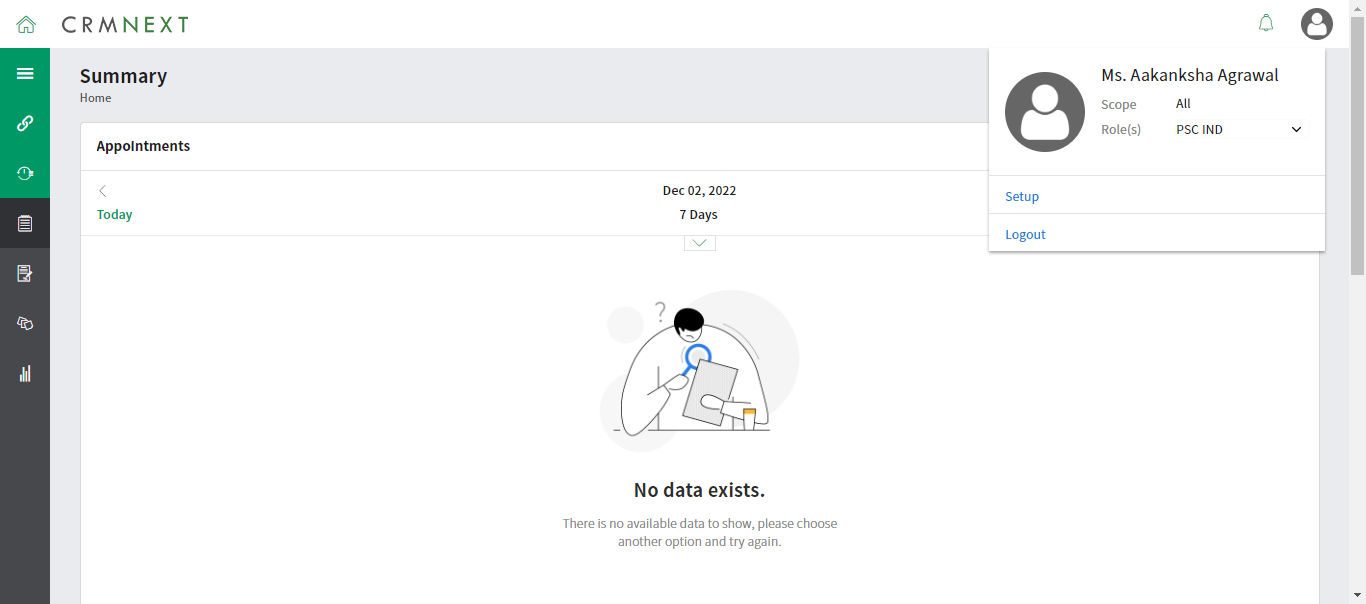 CRMNEXT
Summary
Home
Ms. Aakanksha Agrawal
Scope All
Role(s) PSC IND
Setup
Logout
Appointments
Dec 02, 2022
Today
7 Days
?
No data exists.
There is no available data to show, please choose
another option and try again.